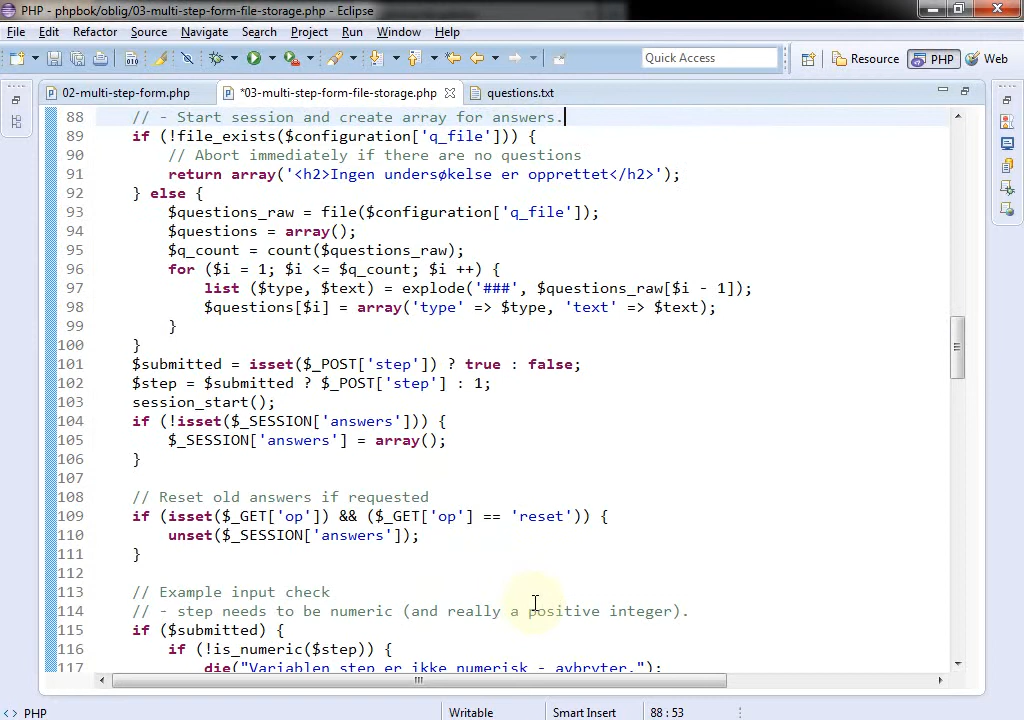 PHP - phpbok/oblig/03-multi-step-form-file-storage.php - Eclipse
File Edit Refactor Source Navigate Search Project Run Window Help
Quick Access
Resource
PHP
Web
02-multi-step-form.php
*03-multi-step-form-file-storage.php
questions.txt
88 // - Start session and create array for answers.
89 if (!file_exists($configuration['q_file'])) {
90 // Abort immediately if there are no questions
91 return array('<h2>Ingen undersøkelse er opprettet</h2>');
92 } else {
93 $questions_raw = file($configuration['q_file']);
94 $questions = array();
95 $q_count = count($questions_raw);
96 for ($i = 1; $i <= $q_count; $i ++) {
97 list ($type, $text) = explode('###', $questions_raw[$i - 1]);
98 $questions[$i] = array('type' => $type, 'text' => $text);
99 }
100 }
101 $submitted = isset($_POST['step']) ? true : false;
102 $step = $submitted ? $_POST['step'] : 1;
103 session_start();
104 if (!isset($_SESSION['answers'])) {
105 $_SESSION['answers'] = array();
106 }
107
108 // Reset old answers if requested
109 if (isset($_GET['op']) && ($_GET['op'] == 'reset')) {
110 unset($_SESSION['answers']);
111 }
112
113 // Example input check
114 // - step needs to be numeric (and really a positive integer).
115 if ($submitted) {
116 if (!is_numeric($step)) {
117 die("Variablen step er ikke numerisk - avbryter.");
PHP
Writable
Smart Insert
88 : 53